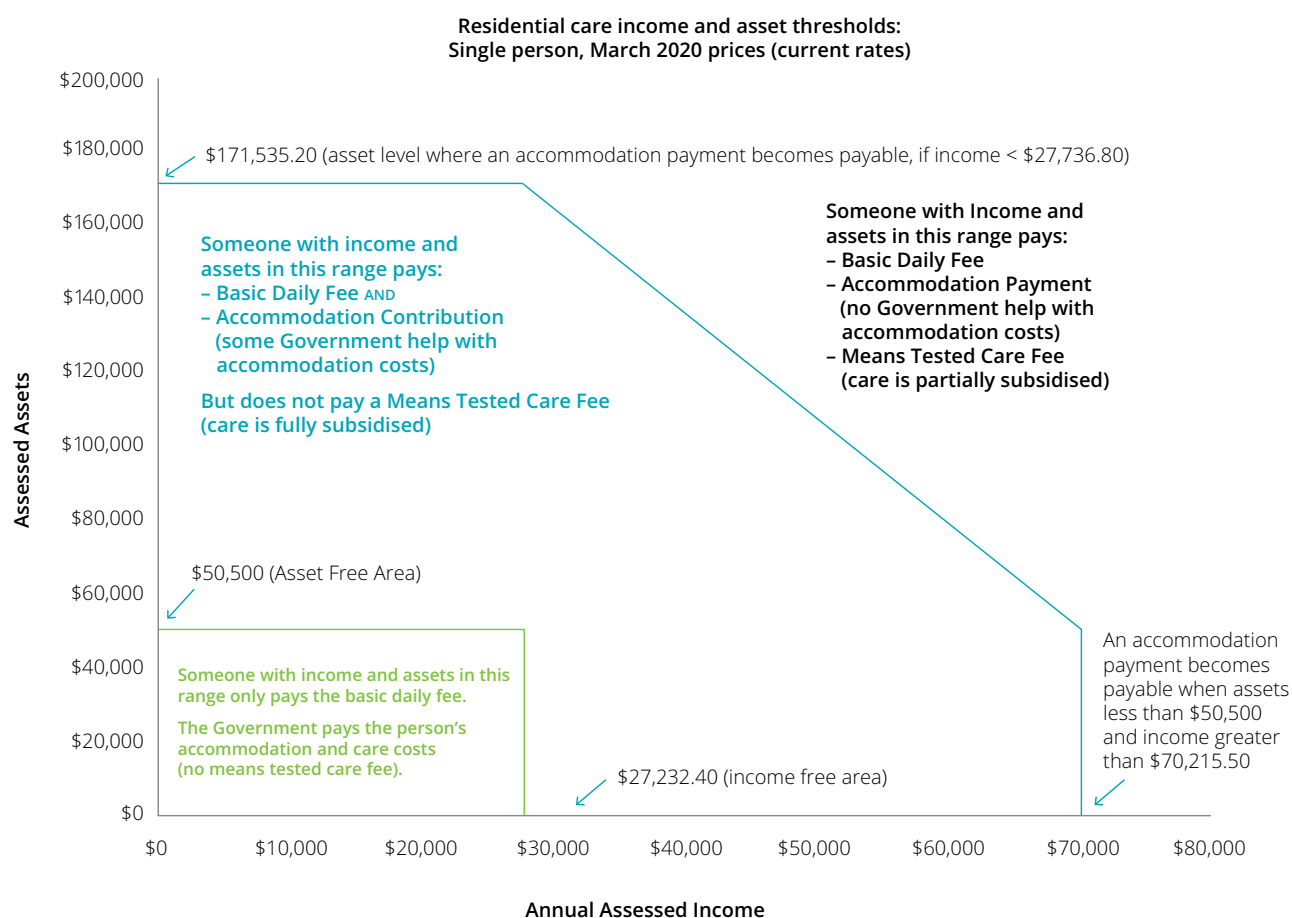 Residential care income and asset thresholds:
Single person, March 2020 prices (current rates)
$200,000
$180,000
$171,535.20 (asset level where an accommodation payment becomes payable, if income < $27,736.80)
$160,000
$140,000
$120,000
$100,000
$80,000
$60,000
$40,000
$20,000
$0
Assessed Assets
Someone with income and
assets in this range pays:
– Basic Daily Fee AND
– Accommodation Contribution
(some Government help with
accommodation costs)
But does not pay a Means Tested Care Fee
(care is fully subsidised)
Someone with Income and
assets in this range pays:
– Basic Daily Fee
– Accommodation Payment
(no Government help with
accommodation costs)
– Means Tested Care Fee
(care is partially subsidised)
$50,500 (Asset Free Area)
Someone with income and assets in this
range only pays the basic daily fee.
The Government pays the person’s
accommodation and care costs
(no means tested care fee).
$27,232.40 (income free area)
An accommodation
payment becomes
payable when assets
less than $50,500
and income greater
than $70,215.50
$0
$10,000
$20,000
$30,000
$40,000
$50,000
$60,000
$70,000
$80,000
Annual Assessed Income